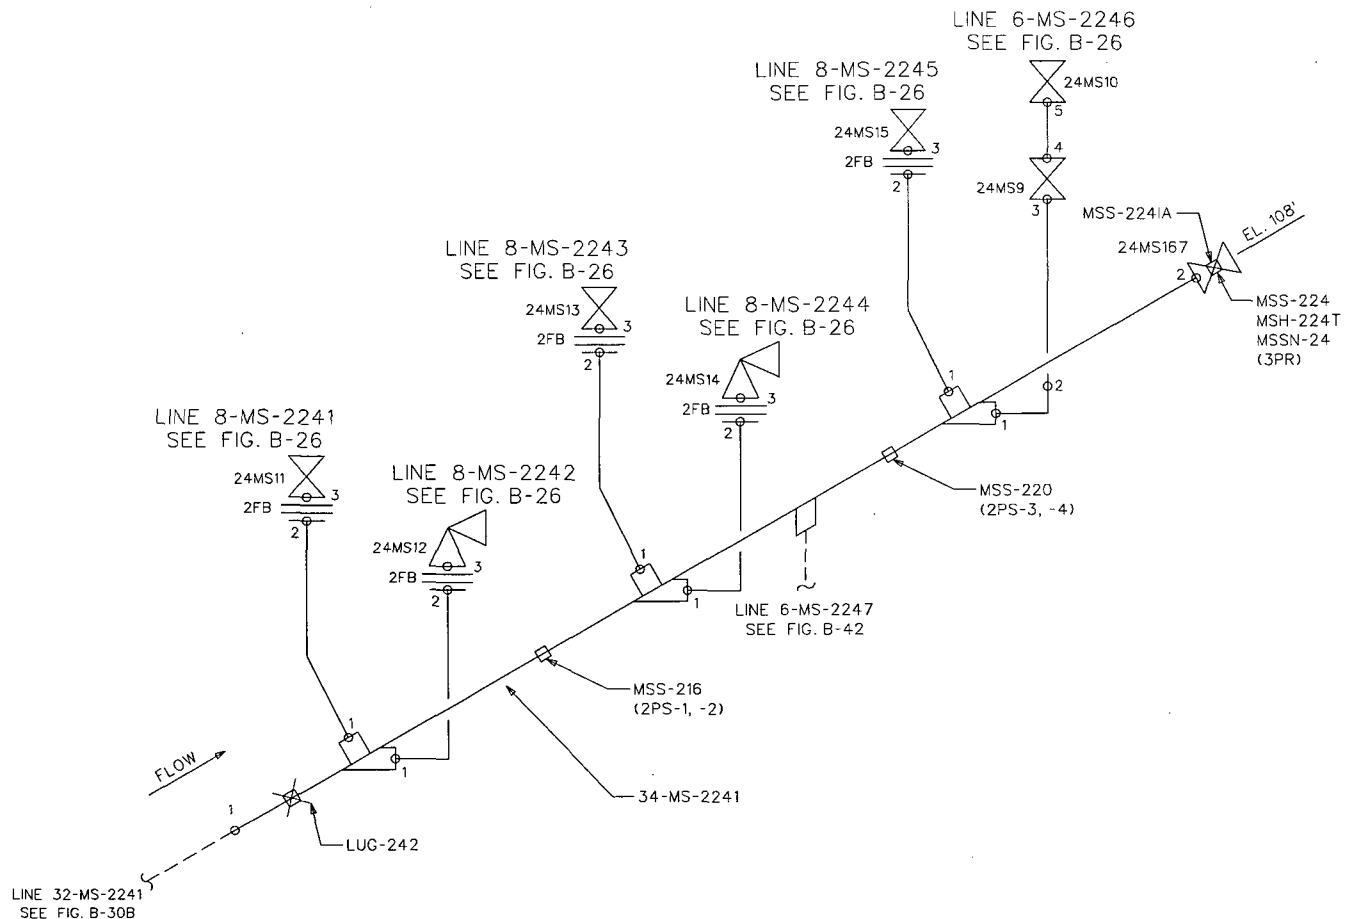 LINE 6-MS-2246
SEE FIG. B-26
24MS10
5
4
24MS9
3
2
1
LINE 8-MS-2245
SEE FIG. B-26
24MS15
3
2FB
2
1
MSS-224IA
EL. 108'
24MS167
2
MSS-224
MSH-224T
MSSN-24
(3PR)
LINE 8-MS-2243
SEE FIG. B-26
24MS13
3
2FB
2
1
LINE 8-MS-2244
SEE FIG. B-26
24MS14
3
2FB
2
1
MSS-220
(2PS-3, -4)
LINE 6-MS-2247
SEE FIG. B-42
LINE 8-MS-2241
SEE FIG. B-26
24MS11
3
2FB
2
1
LINE 8-MS-2242
SEE FIG. B-26
24MS12
3
2FB
2
1
MSS-216
(2PS-1, -2)
34-MS-2241
FLOW
1
LUG-242
LINE 32-MS-2241
SEE FIG. B-30B